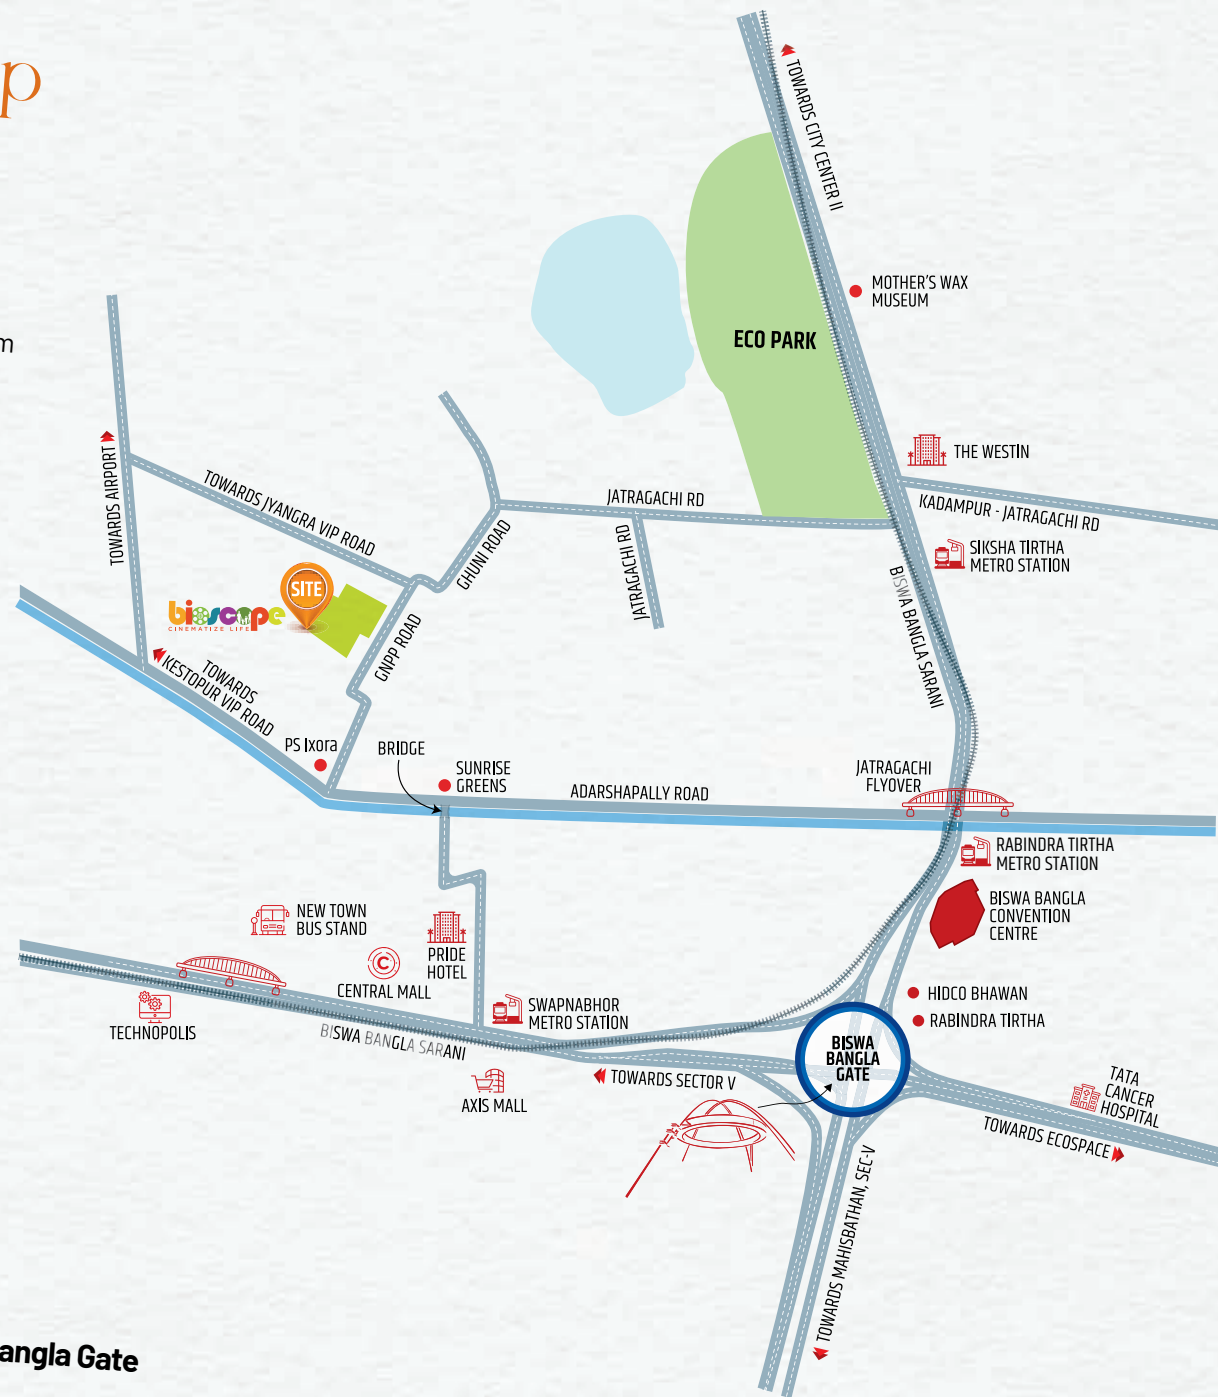 p
m
TOWARDS CITY CENTER II
MOTHER'S WAX
MUSEUM
ECO PARK
THE WESTIN
TOWARDS AIRPORT
TOWARDS JYANGRA VIP ROAD
JATRAGACHI RD
KADAMPUR - JATRAGACHI RD
GHUNI ROAD
JATRAGACHI RD
SIKSHA TIRTHA
METRO STATION
SITE
bioscope
CINEMATIZE LIFE
BISWA BANGLA SARANI
GNPP ROAD
TOWARDS
KESTOPUR VIP ROAD
PS Ixora
BRIDGE
SUNRISE
GREENS
ADARSHAPALLY ROAD
JATRAGACHI
FLYOVER
RABINDRA TIRTHA
METRO STATION
BISWA BANGLA
CONVENTION
CENTRE
NEW TOWN
BUS STAND
PRIDE
HOTEL
C
CENTRAL MALL
TECHNOPOLIS
SWAPNABHOR
METRO STATION
HIDCO BHAWAN
RABINDRA TIRTHA
BISWA BANGLA SARANI
BISWA
BANGLA
GATE
AXIS MALL
TOWARDS SECTOR V
TATA
CANCER
HOSPITAL
TOWARDS ECOSPACE
TOWARDS MAHISBATHAN, SEC-V
angla Gate